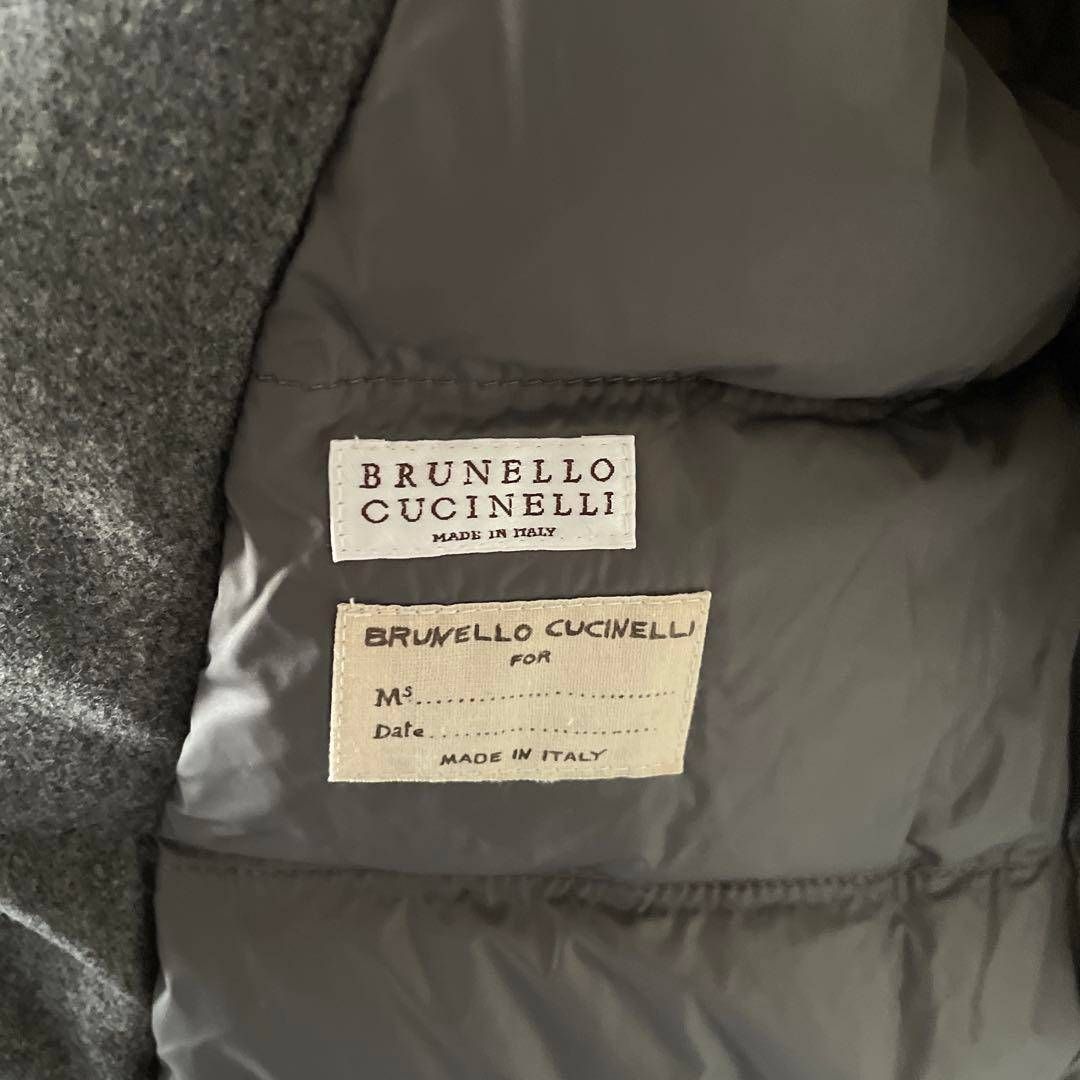 BRUNELLO
CUCINELLI
MADE IN ITALY
BRUNELLO CUCINELLI
FOR
Ms........................
Date........................
MADE IN ITALY